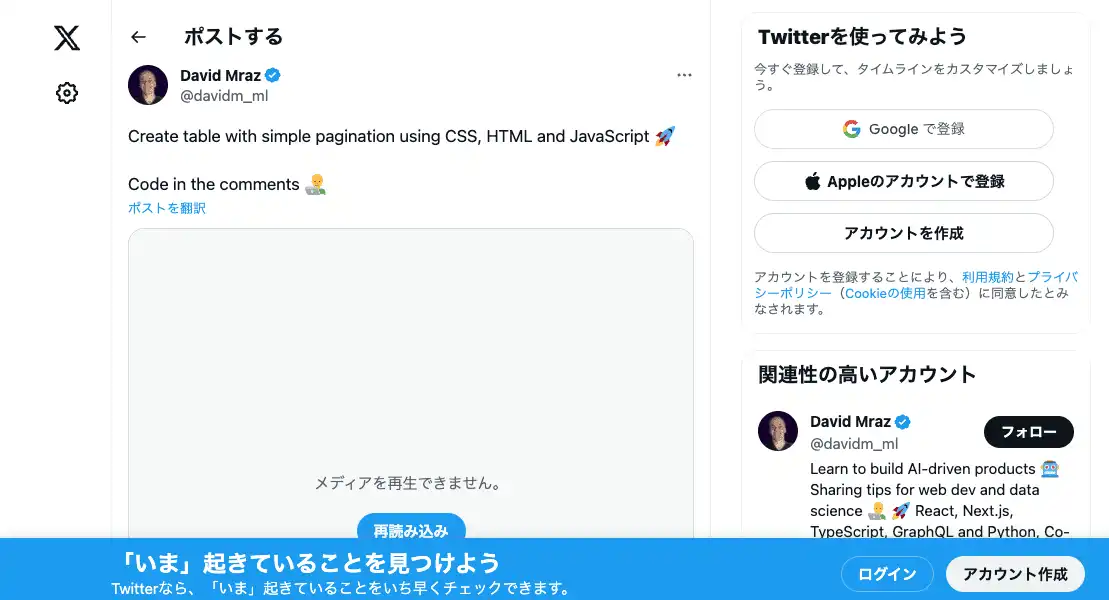 ポストする
David Mraz
@davidm_ml
Create table with simple pagination using CSS, HTML and JavaScript 🚀
Code in the comments 👨‍💻
ポストを翻訳
メディアを再生できません。
再読み込み
Twitterを使ってみよう
今すぐ登録して、タイムラインをカスタマイズしましょ
う。
Google で登録
Appleのアカウントで登録
アカウントを作成
アカウントを登録することにより、利用規約とプライバ
シーポリシー（Cookieの使用を含む）に同意したとみ
なされます。
関連性の高いアカウント
David Mraz
フォロー
@davidm_ml
Learn to build AI-driven products 🤖
Sharing tips for web dev and data
science 👨‍💻 🚀 React, Next.js,
TypeScript, GraphQL and Python, Co-
「いま」起きていることを見つけよう
Twitterなら、「いま」起きていることをいち早くチェックできます。
ログイン
アカウント作成